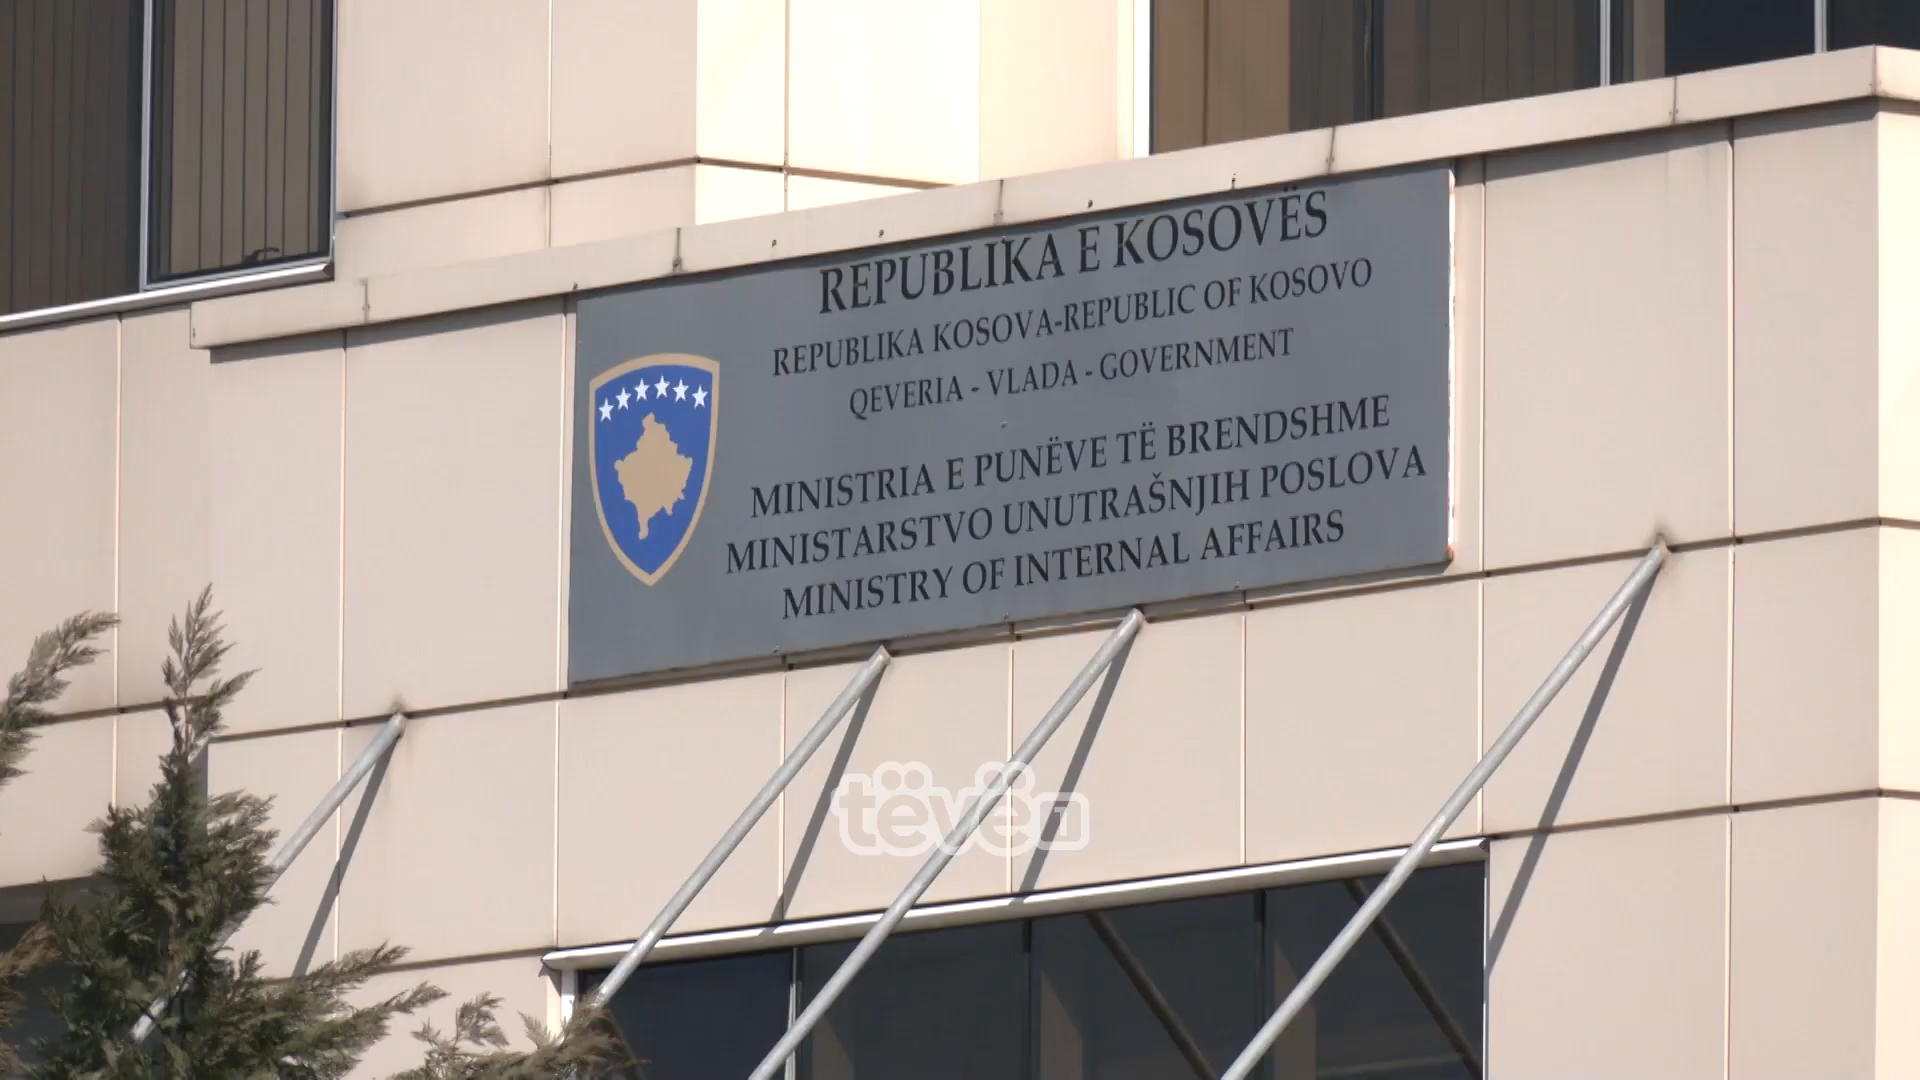 REPUBLIKA E KOSOVËS
REPUBLIKA KOSOVA-REPUBLIC OF KOSOVO
QEVERIA - VLADA - GOVERNMENT
MINISTRIA E PUNËVE TË BRENDSHME
MINISTARSTVO UNUTRAŠNJIH POSLOVA
MINISTRY OF INTERNAL AFFAIRS
tëvë1